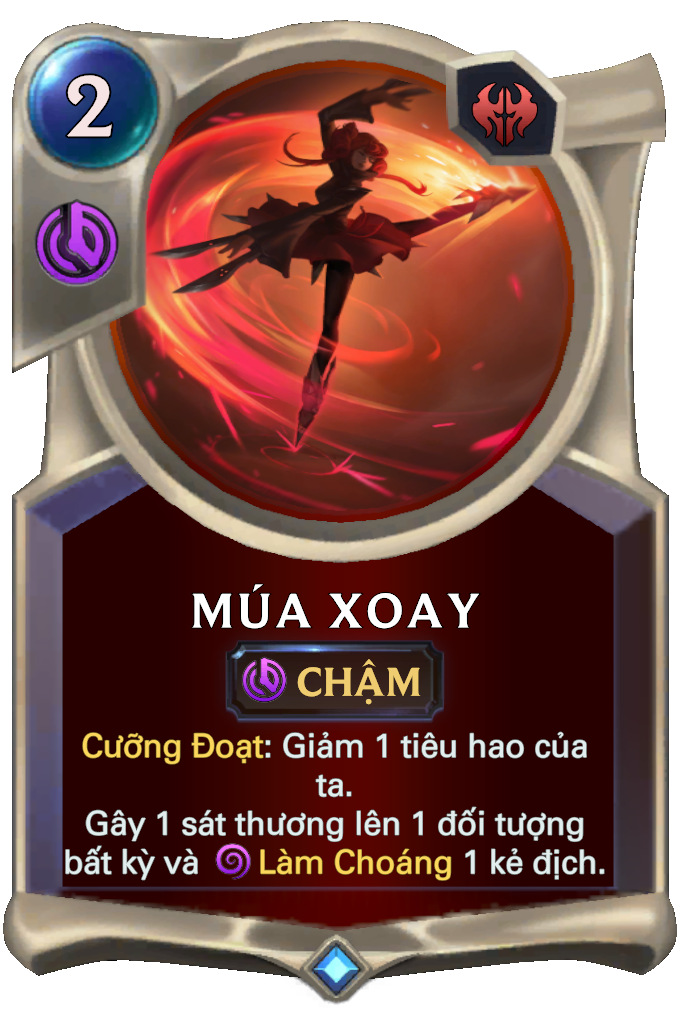 2
MÚA XOAY
CHẬM
Cưỡng Đoạt: Giảm 1 tiêu hao của
ta.
Gây 1 sát thương lên 1 đối tượng
bất kỳ và Làm Choáng 1 kẻ địch.